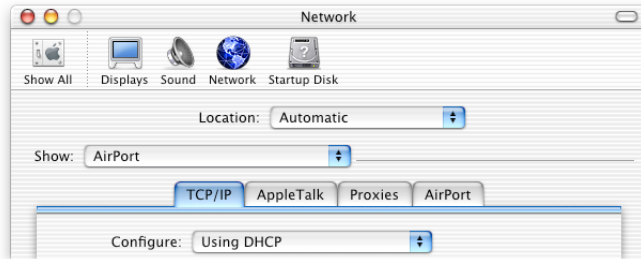 Network
Show All Displays Sound Network Startup Disk
Location: Automatic
Show: AirPort
TCP/IP AppleTalk Proxies AirPort
Configure: Using DHCP